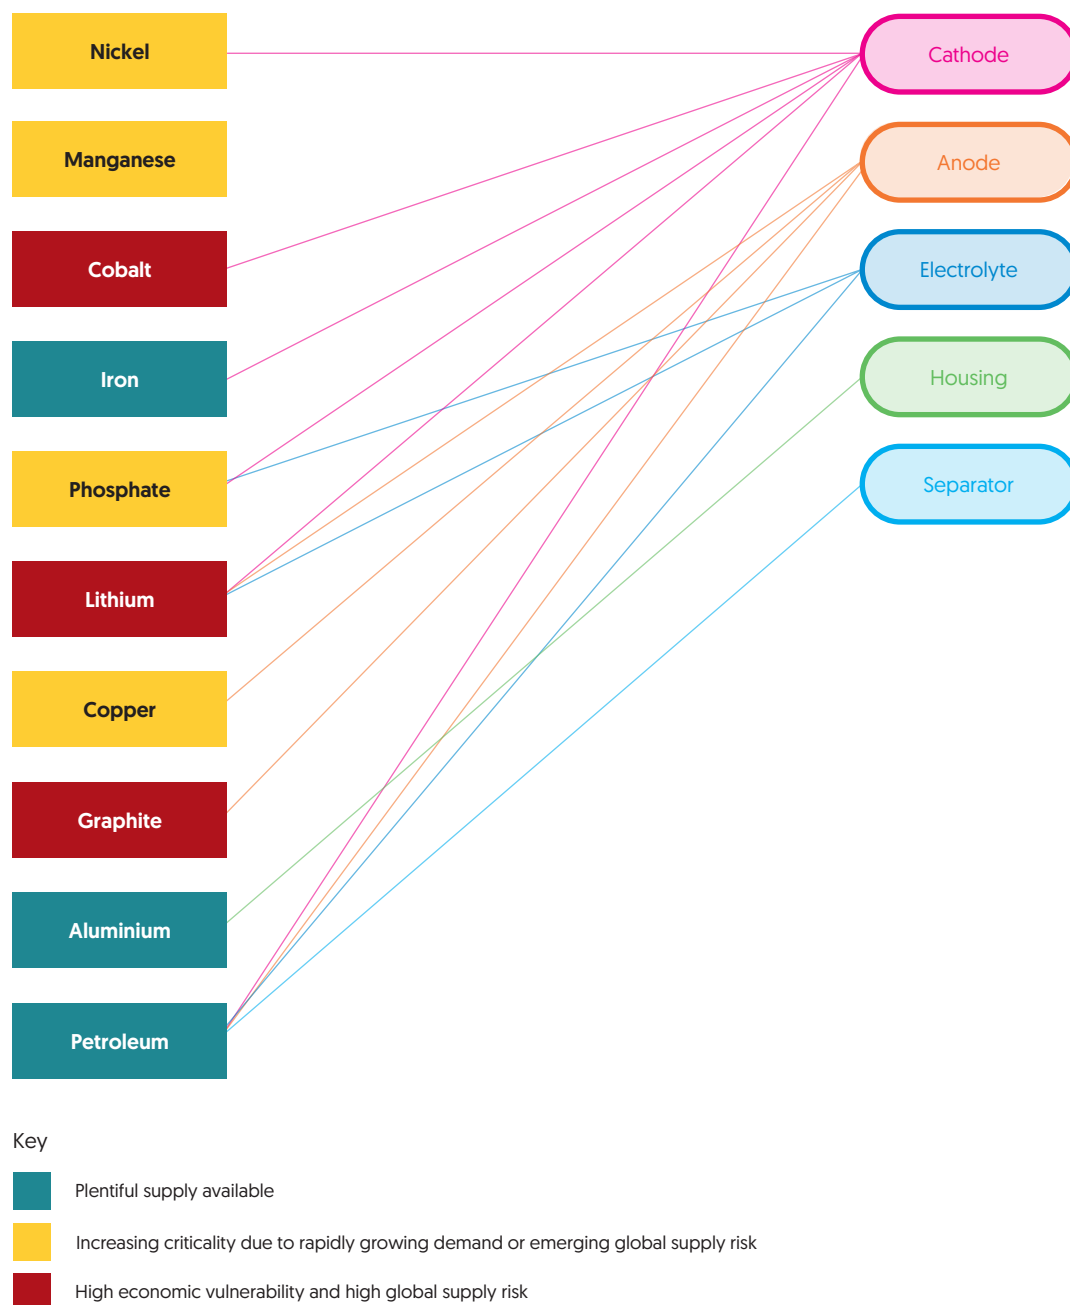 Nickel
Cathode
Manganese
Anode
Cobalt
Electrolyte
Iron
Housing
Phosphate
Separator
Lithium
Copper
Graphite
Aluminium
Petroleum
Key
Plentiful supply available
Increasing criticality due to rapidly growing demand or emerging global supply risk
High economic vulnerability and high global supply risk